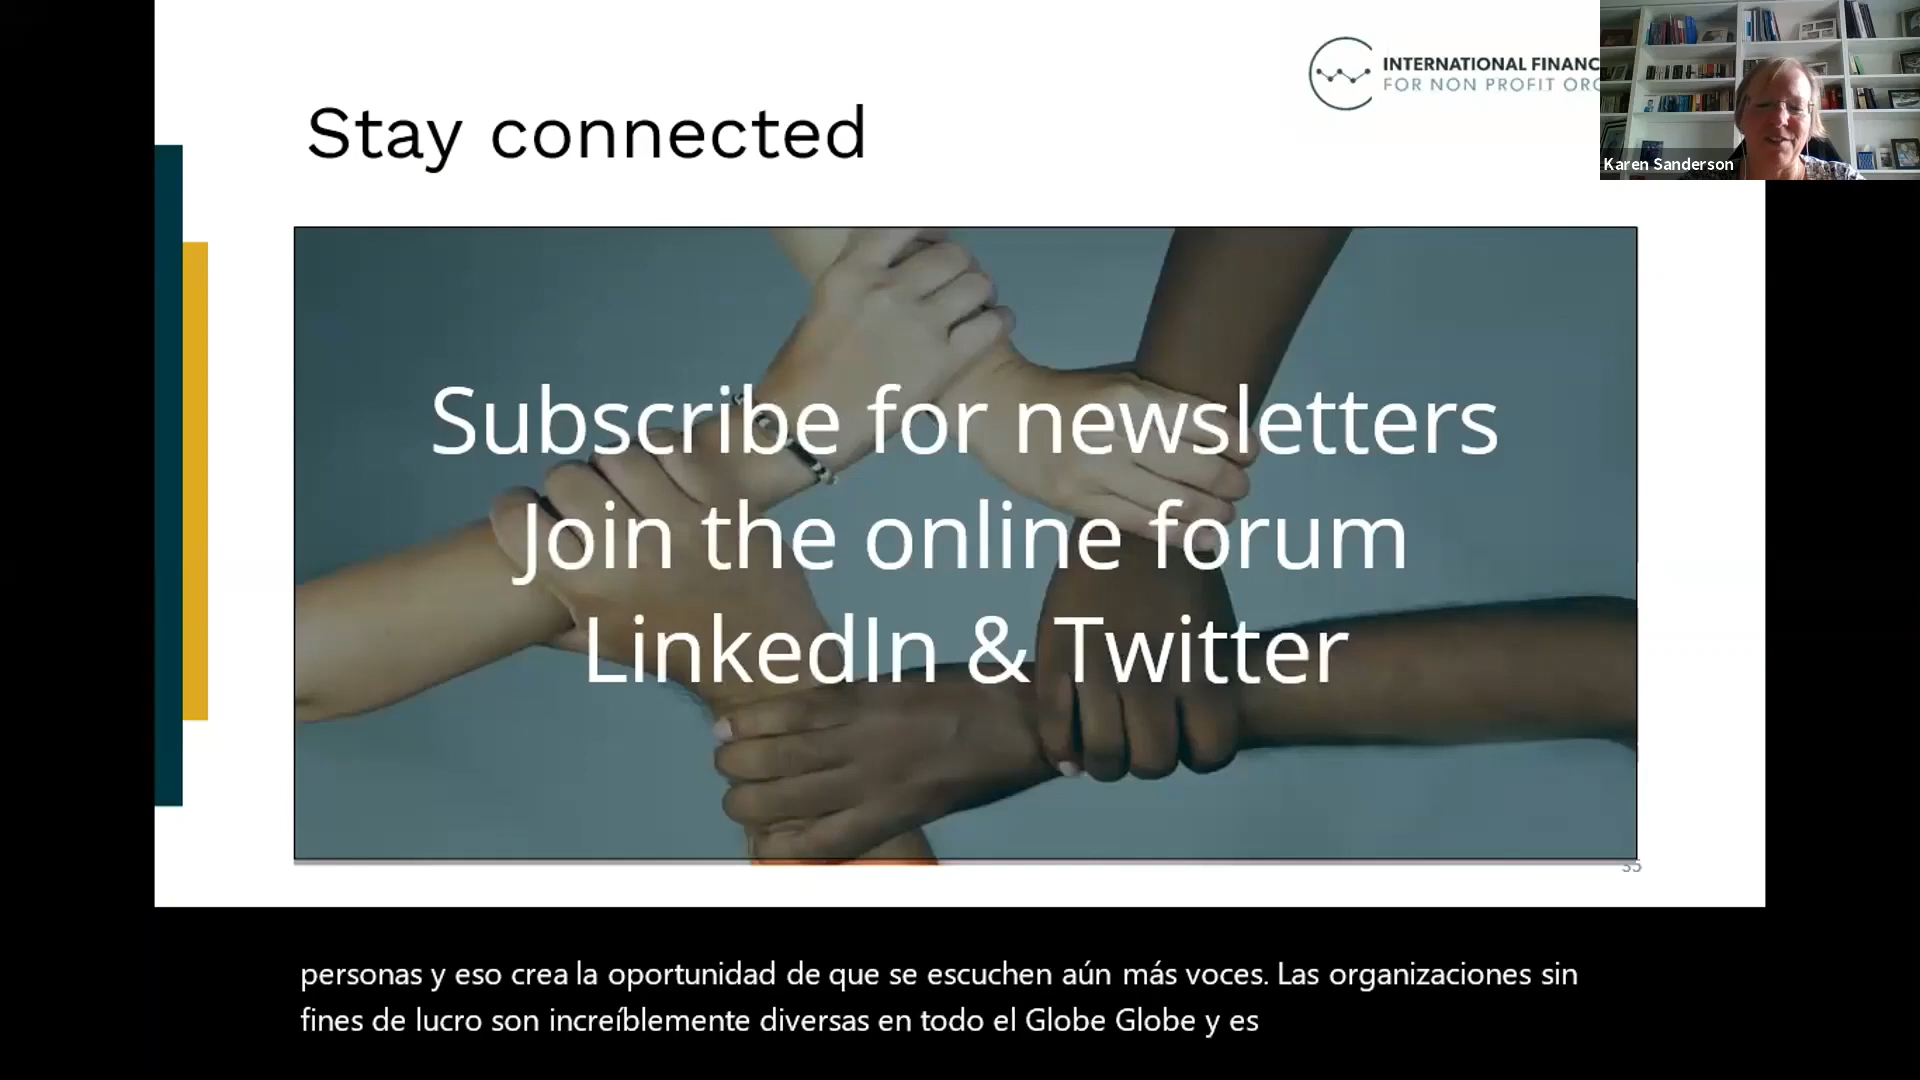 INTERNATIONAL FINANC
FOR NON PROFIT ORG
Karen Sanderson
Stay connected
Subscribe for newsletters
Join the online forum
LinkedIn & Twitter
35
personas y eso crea la oportunidad de que se escuchen aún más voces. Las organizaciones sin
fines de lucro son increíblemente diversas en todo el Globe Globe y es